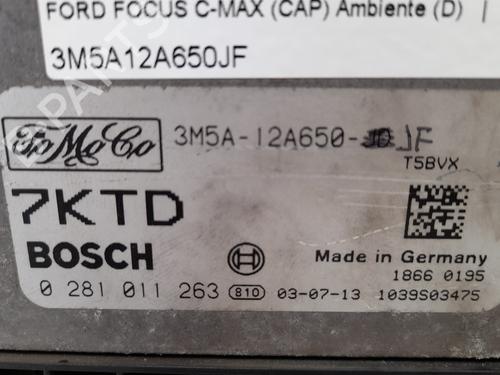 FORD FOCUS C-MAX (CAP) Ambiente (D) |
3M5A12A650JF
FoMoCo
3M5A-12A650-JF
T5BVX
7KTD
BOSCH
Made in Germany
1866 0195
0 281 011 263 810 03-07-13 1039S03475